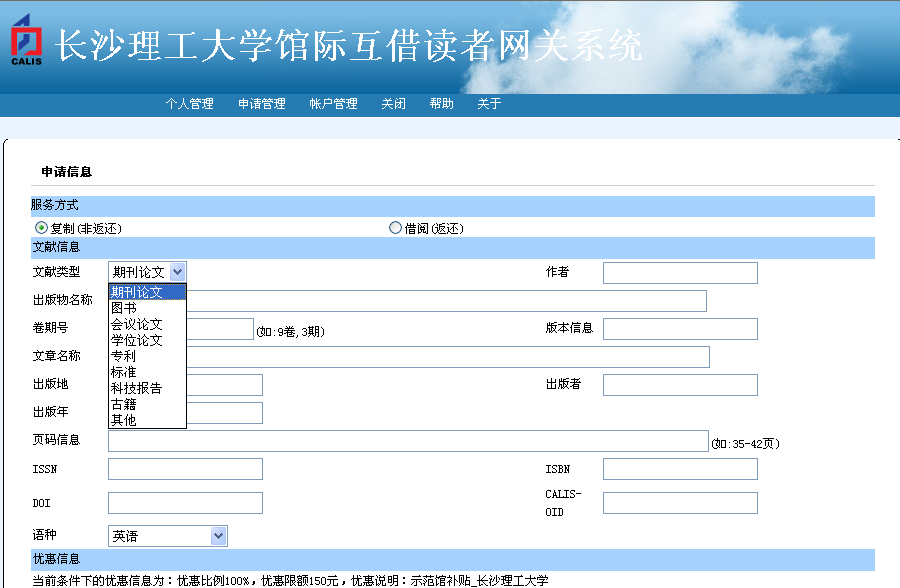 CALIS
长沙理工大学馆际互借读者网关系统
个人管理 申请管理 帐户管理 关闭 帮助 关于
申请信息
服务方式
复制(非返还) 借阅(返还)
文献信息
文献类型 期刊论文 作者
期刊论文
出版物名称
图书
会议论文
卷期号 (如:9卷,3期) 版本信息
学位论文
文章名称
专利
标准
出版地 出版者
科技报告
古籍
出版年
其他
页码信息 (如:35-42页)
ISSN ISBN
DOI CALIS-
OID
语种 英语
优惠信息
当前条件下的优惠信息为：优惠比例100%，优惠限额150元，优惠说明：示范馆补贴_长沙理工大学